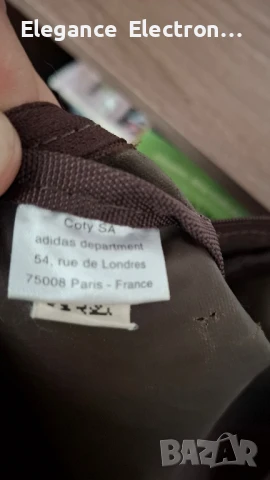 Elegance Electron...
Coty SA
adidas department
54, rue de Londres
75008 Paris - France
bazar